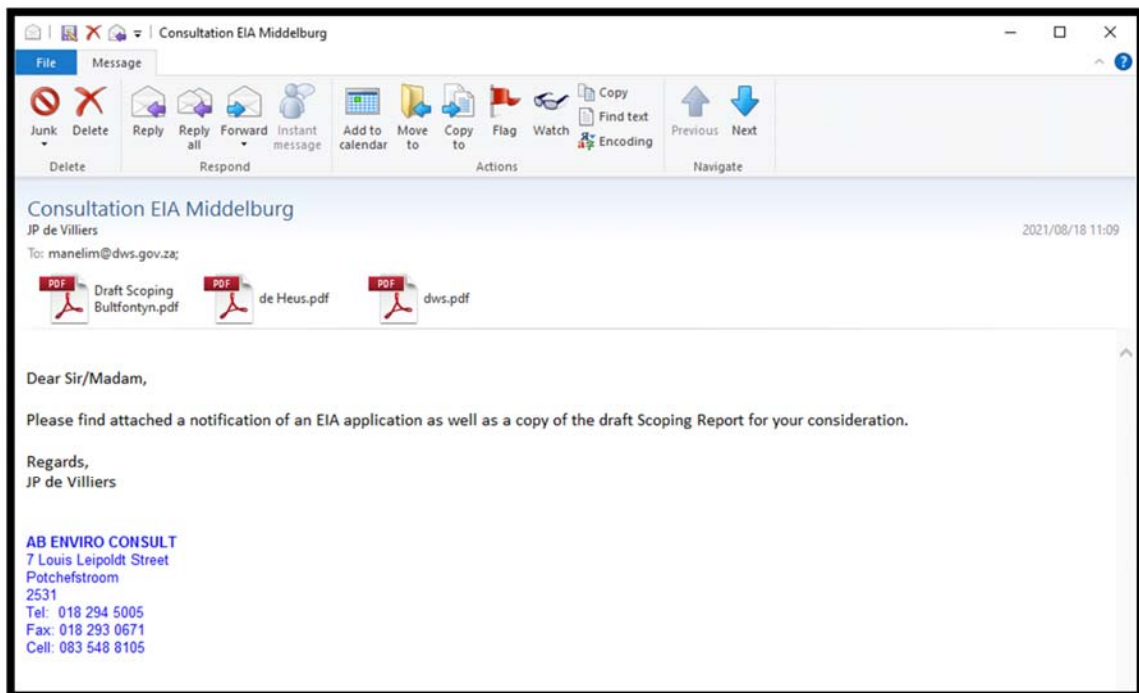 Consultation EIA Middelburg
File Message
Junk Delete Reply Reply all Forward Instant message Add to calendar Move to Copy to Flag Watch Copy Find text Encoding Previous Next
Delete Respond Actions Navigate
Consultation EIA Middelburg
JP de Villiers 2021/08/18 11:09
To: manelim@dws.gov.za;
PDF Draft Scoping Bultfontyn.pdf PDF de Heus.pdf PDF dws.pdf
Dear Sir/Madam,
Please find attached a notification of an EIA application as well as a copy of the draft Scoping Report for your consideration.
Regards,
JP de Villiers
AB ENVIRO CONSULT
7 Louis Leipoldt Street
Potchefstroom
2531
Tel: 018 294 5005
Fax: 018 293 0671
Cell: 083 548 8105